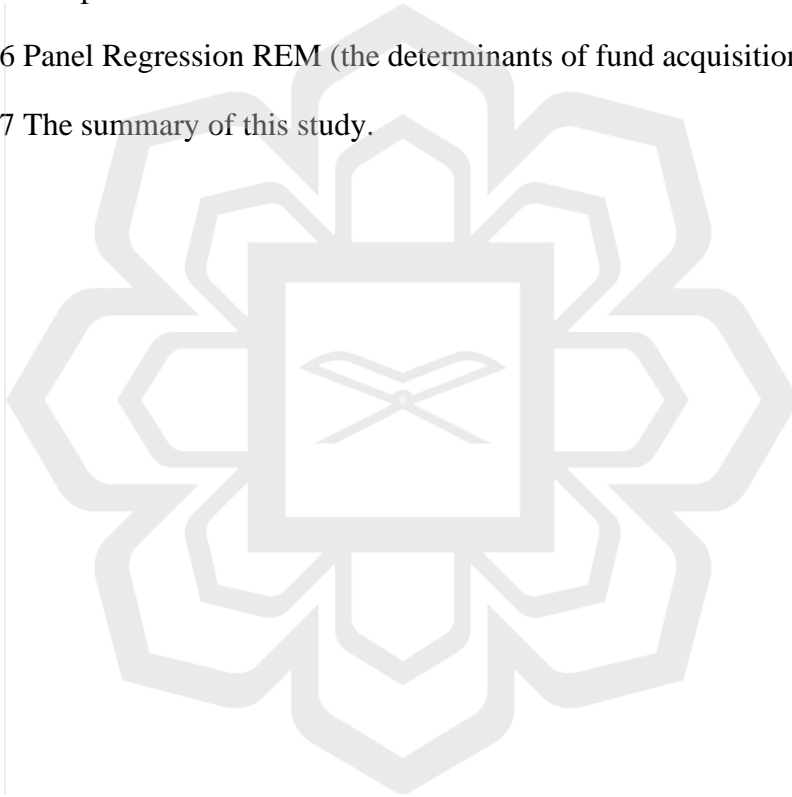 6 Panel Regression REM (the determinants of fund acquisition
7 The summary of this study.